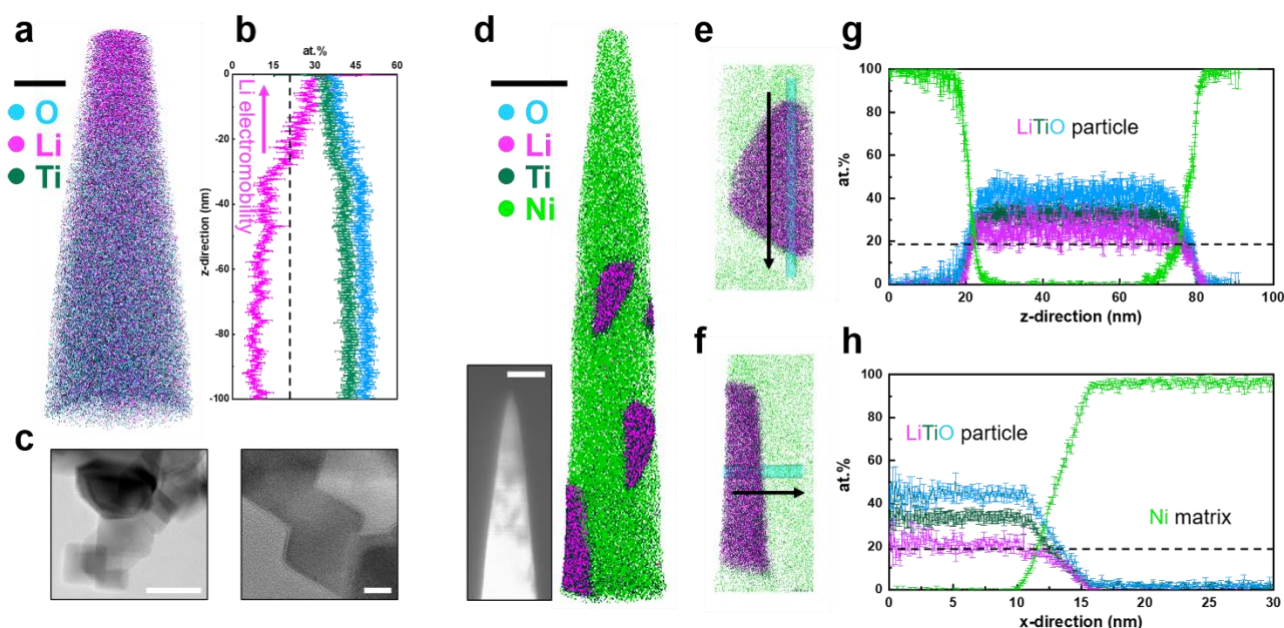 a
O
Li
Ti
b
at.%
0 15 30 45 60
0
-20
-40
-60
-80
-100
z-direction (nm)
Li electromobility
c
d
O
Li
Ti
Ni
e
f
g
100
80
60
40
20
0
at.%
LiTiO particle
0 20 40 60 80 100
z-direction (nm)
h
100
80
60
40
20
0
at.%
LiTiO particle
Ni matrix
0 5 10 15 20 25 30
x-direction (nm)